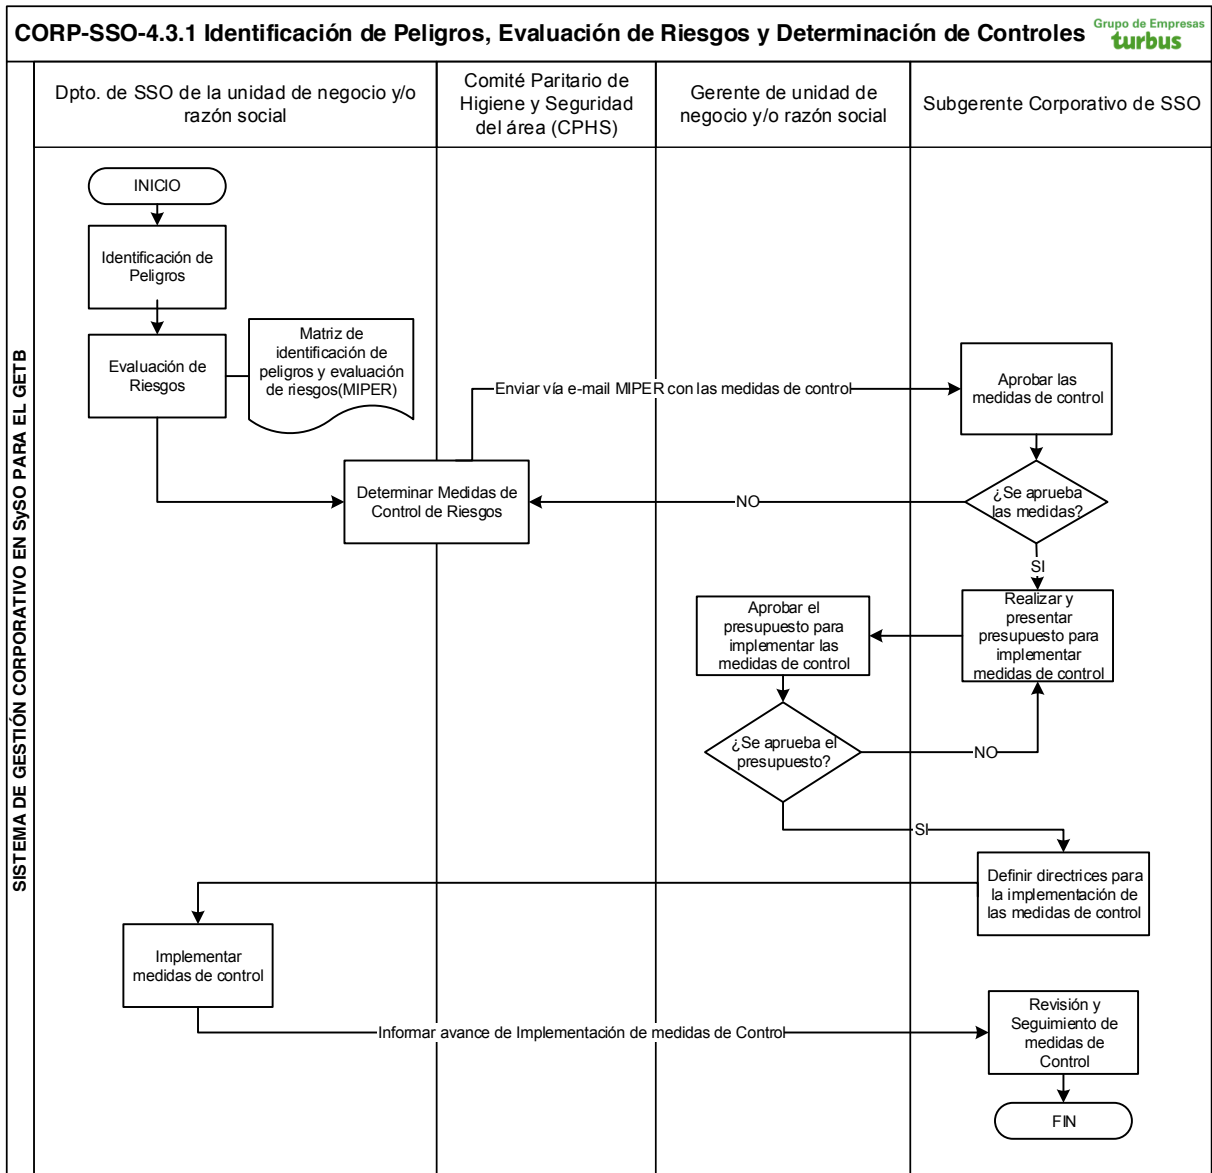 CORP-SSO-4.3.1 Identificación de Peligros, Evaluación de Riesgos y Determinación de Controles
Grupo de Empresas
turbus
SISTEMA DE GESTIÓN CORPORATIVO EN SySO PARA EL GETB
Dpto. de SSO de la unidad de negocio y/o
razón social
Comité Paritario de
Higiene y Seguridad
del área (CPHS)
Gerente de unidad de
negocio y/o razón social
Subgerente Corporativo de SSO
INICIO
Identificación de
Peligros
Evaluación de
Riesgos
Matriz de
identificación de
peligros y evaluación
de riesgos(MIPER)
Enviar vía e-mail MIPER con las medidas de control
Aprobar las
medidas de control
Determinar Medidas de
Control de Riesgos
NO
¿Se aprueba
las medidas?
SI
Aprobar el
presupuesto para
implementar las
medidas de control
Realizar y
presentar
presupuesto para
implementar
medidas de control
¿Se aprueba el
presupuesto?
NO
SI
Definir directrices para
la implementación de
las medidas de control
Implementar
medidas de control
Informar avance de Implementación de medidas de Control
Revisión y
Seguimiento de
medidas de
Control
FIN